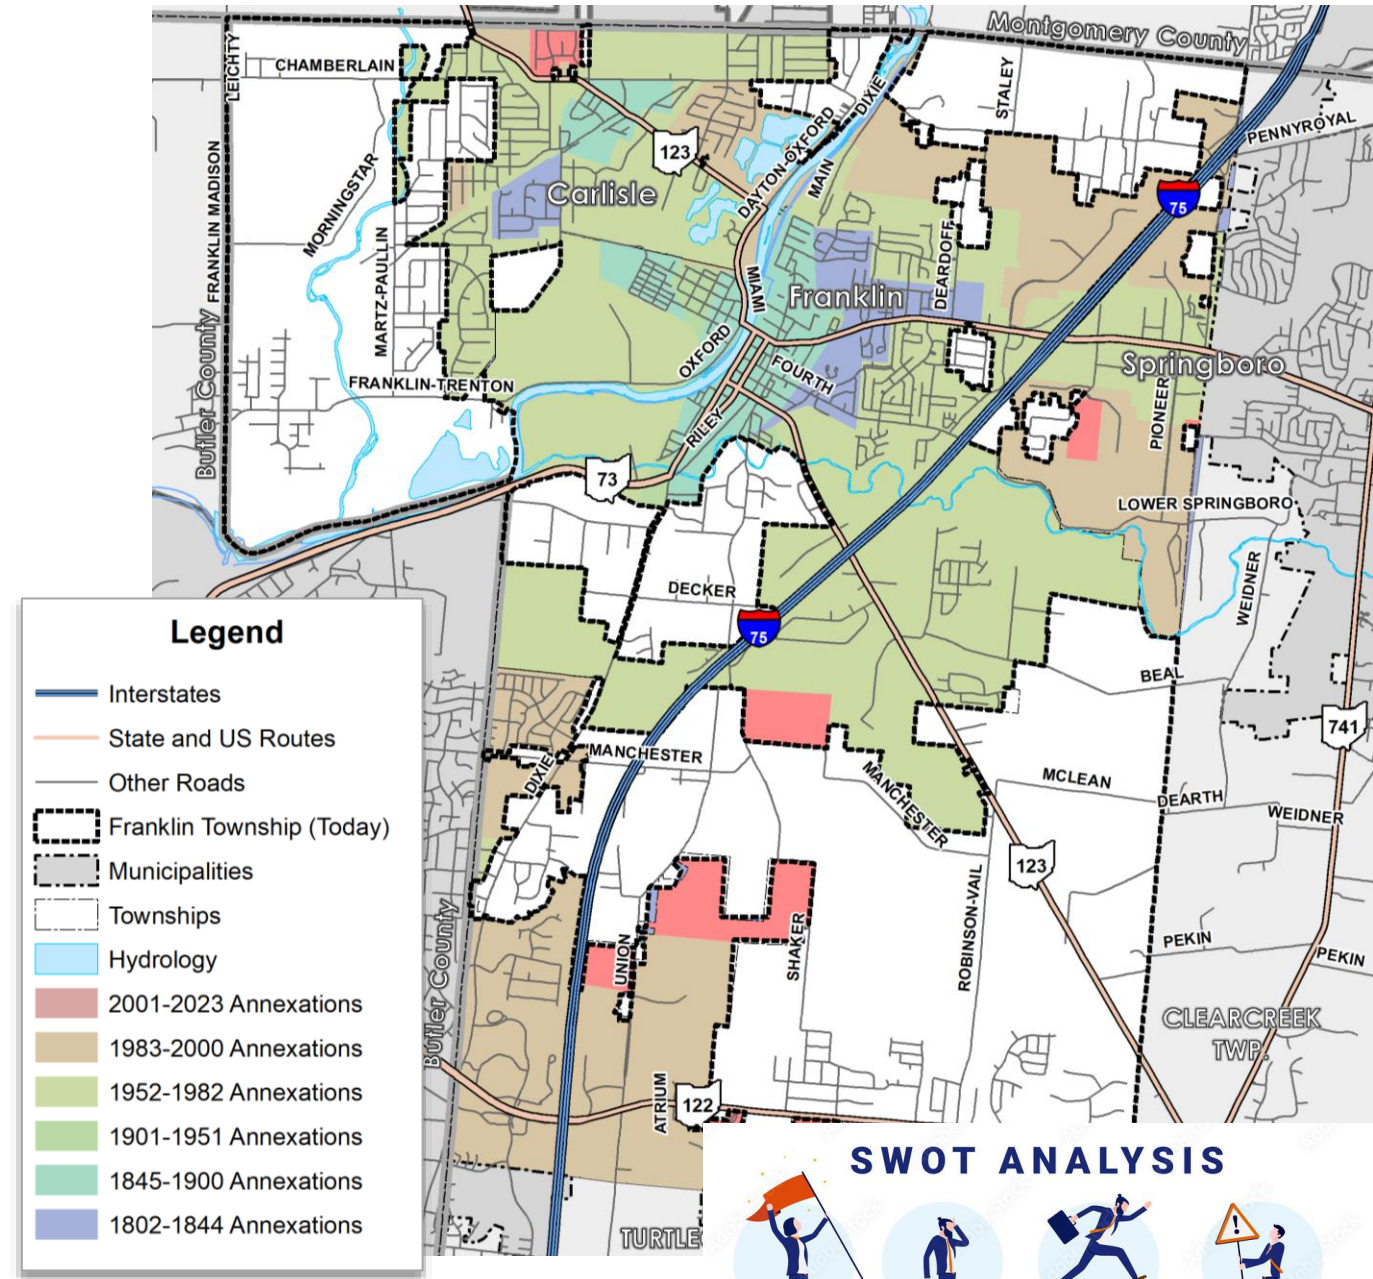 Montgomery County
LEICHTY
CHAMBERLAIN
STALEY
DIXIE
PENNYROYAL
DAYTON-OXFORD
123
MAIN
FRANKLIN MADISON
MORNINGSTAR
Carlisle
75
MARTZ-PAULLIN
DEARDOFF
MIAMI
Franklin
Butler County
OXFORD
Springboro
FOURTH
FRANKLIN-TRENTON
PIONEER
RILEY
73
LOWER SPRINGBORO
WEIDNER
DECKER
75
BEAL
741
MANCHESTER
DIXIE
MCLEAN
MANCHESTER
DEARTH
WEIDNER
123
ROBINSON-VAIL
Butler County
UNION
SHAKER
PEKIN
PEKIN
CLEARCREEK
TWP.
ATRIUM
122
TURTLE
Legend
Interstates
State and US Routes
Other Roads
Franklin Township (Today)
Municipalities
Townships
Hydrology
2001-2023 Annexations
1983-2000 Annexations
1952-1982 Annexations
1901-1951 Annexations
1845-1900 Annexations
1802-1844 Annexations
SWOT ANALYSIS